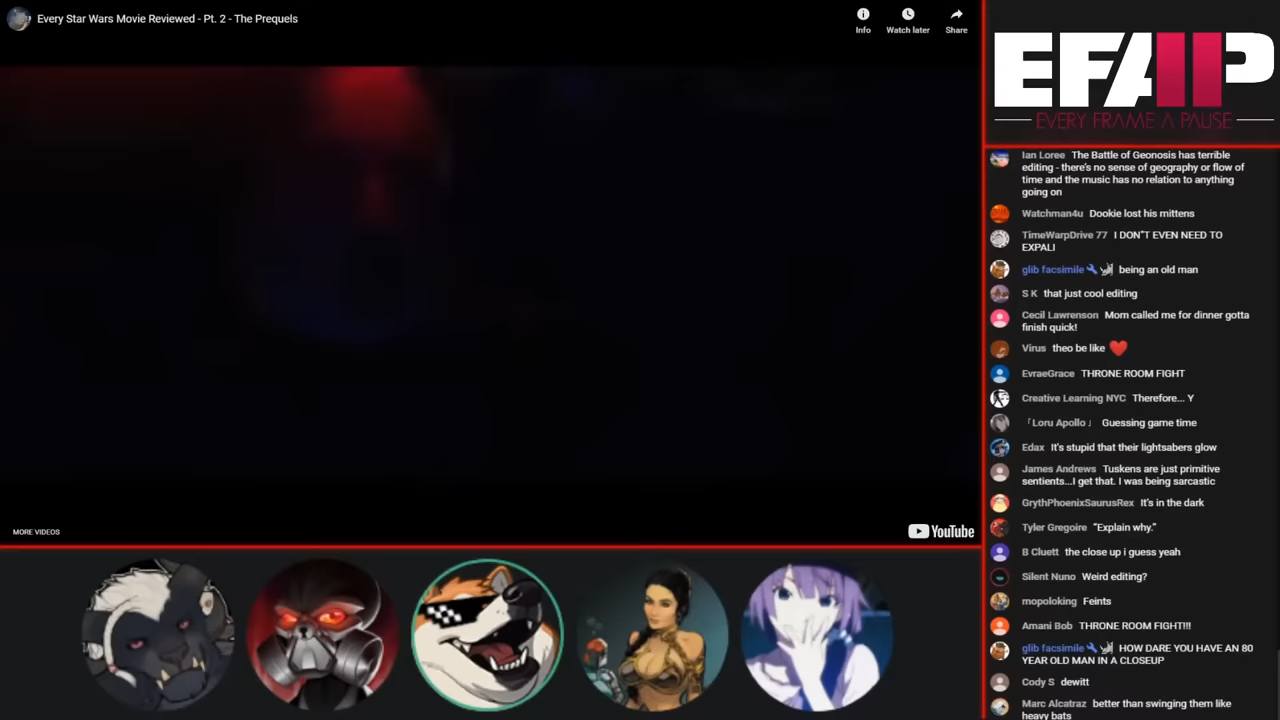 Every Star Wars Movie Reviewed - Pt. 2 - The Prequels
Info
Watch later
Share
MORE VIDEOS
YouTube
EFAP
EVERY FRAME A PAUSE
Ian Loree The Battle of Geonosis has terrible
editing - there's no sense of geography or flow of
time and the music has no relation to anything
going on
Watchman4u Dookie lost his mittens
TimeWarpDrive 77 I DON"T EVEN NEED TO
EXPALI
glib facsimile being an old man
S K that just cool editing
Cecil Lawrenson Mom called me for dinner gotta
finish quick!
Virus theo be like ❤️
EvraeGrace THRONE ROOM FIGHT
Creative Learning NYC Therefore... Y
「Loru Apollo」 Guessing game time
Edax It's stupid that their lightsabers glow
James Andrews Tuskens are just primitive
sentients...I get that. I was being sarcastic
GrythPhoenixSaurusRex It's in the dark
Tyler Gregoire "Explain why."
B Cluett the close up i guess yeah
Silent Nuno Weird editing?
mopoloking Feints
Amani Bob THRONE ROOM FIGHT!!!
glib facsimile HOW DARE YOU HAVE AN 80
YEAR OLD MAN IN A CLOSEUP
Cody S dewitt
Marc Alcatraz better than swinging them like
heavy bats